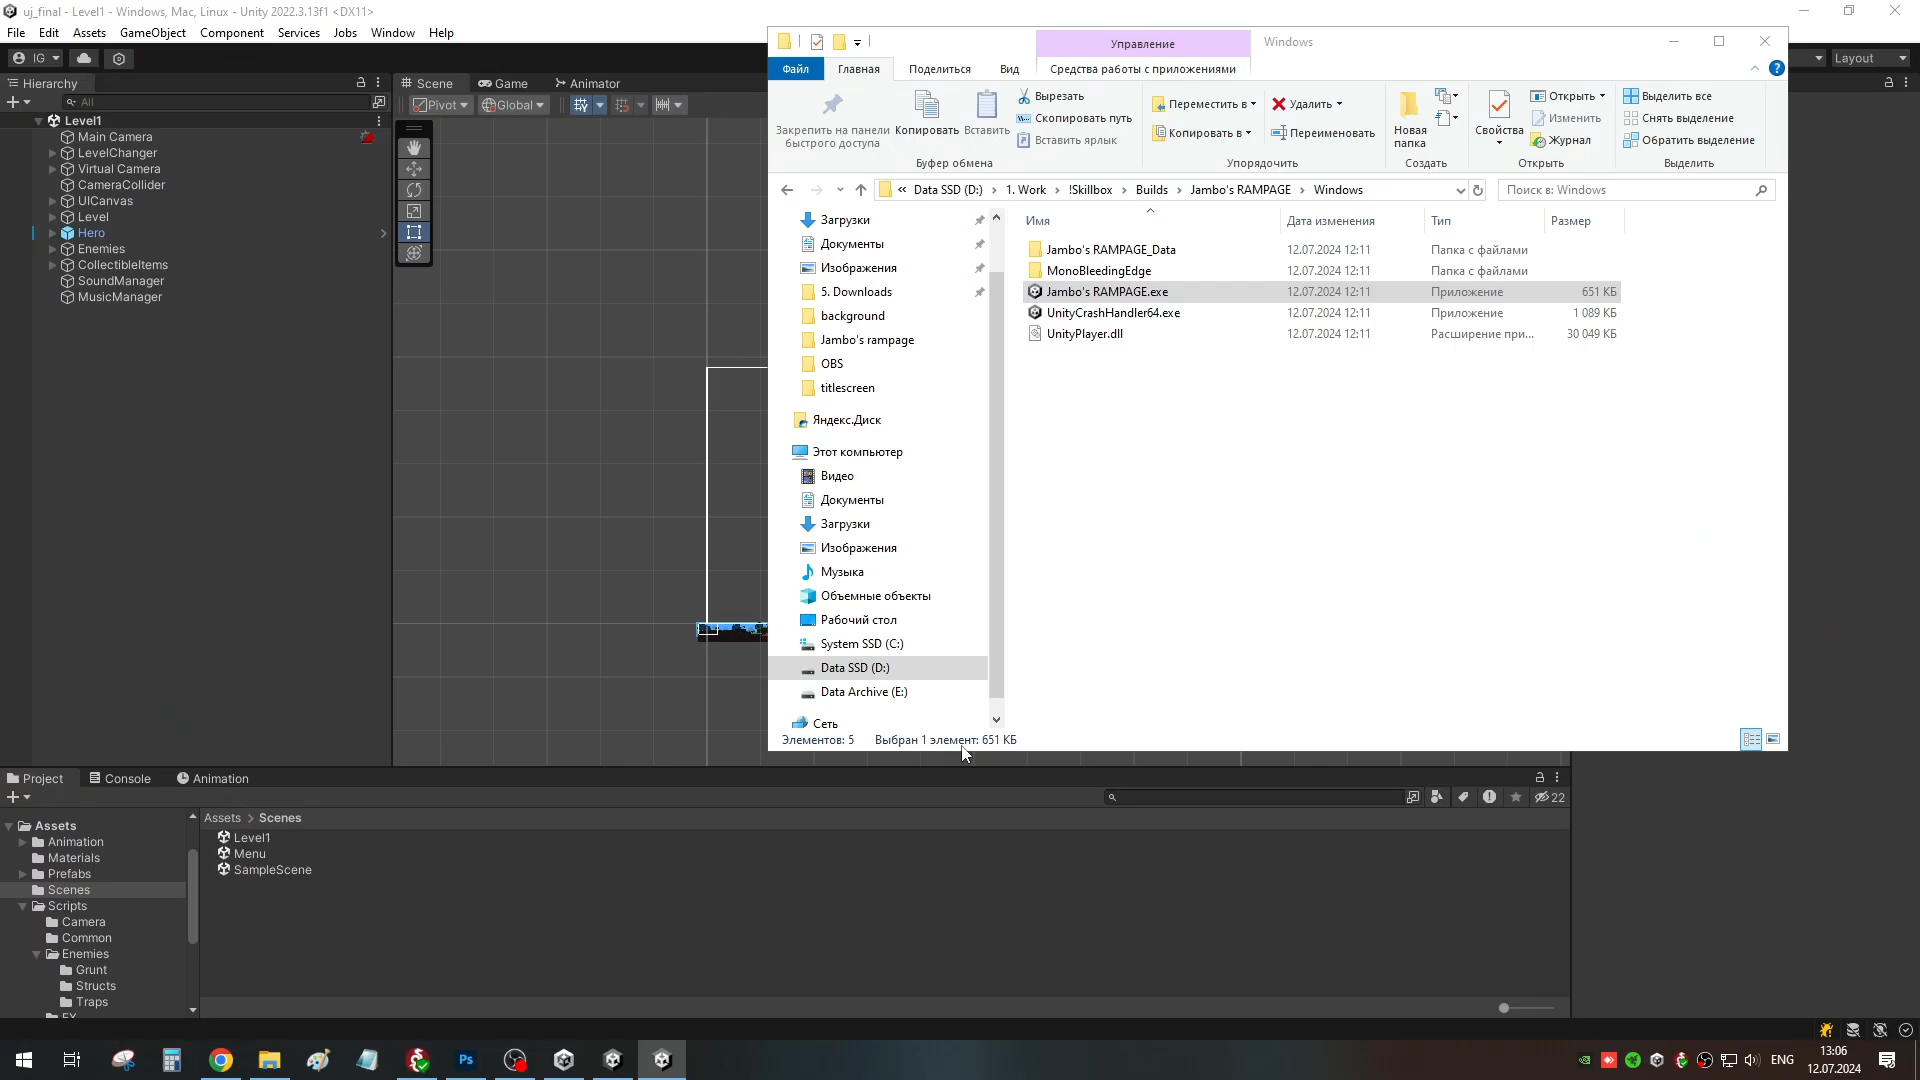 uj_final - Level1 - Windows, Mac, Linux - Unity 2022.3.13f1 <DX11>
File Edit Assets GameObject Component Services Jobs Window Help
IG
Layout
Hierarchy
All
Level1
Main Camera
LevelChanger
Virtual Camera
CameraCollider
UICanvas
Level
Hero
Enemies
CollectibleItems
SoundManager
MusicManager
Scene Game Animator
Pivot Global
Управление Windows
Файл Главная Поделиться Вид Средства работы с приложениями
Закрепить на панели быстрого доступа
Копировать
Вставить
Вырезать
Скопировать путь
Вставить ярлык
Буфер обмена
Переместить в
Копировать в
Удалить
Переименовать
Упорядочить
Новая папка
Создать
Свойства
Открыть
Изменить
Журнал
Открыть
Выделить все
Снять выделение
Обратить выделение
Выделить
« Data SSD (D:) 1. Work !Skillbox Builds Jambo's RAMPAGE Windows
Поиск в: Windows
Загрузки
Документы
Изображения
5. Downloads
background
Jambo's rampage
OBS
titlescreen
Яндекс.Диск
Этот компьютер
Видео
Документы
Загрузки
Изображения
Музыка
Объемные объекты
Рабочий стол
System SSD (C:)
Data SSD (D:)
Data Archive (E:)
Сеть
Имя Дата изменения Тип Размер
Jambo's RAMPAGE_Data 12.07.2024 12:11 Папка с файлами
MonoBleedingEdge 12.07.2024 12:11 Папка с файлами
Jambo's RAMPAGE.exe 12.07.2024 12:11 Приложение 651 КБ
UnityCrashHandler64.exe 12.07.2024 12:11 Приложение 1 089 КБ
UnityPlayer.dll 12.07.2024 12:11 Расширение при... 30 049 КБ
Элементов: 5 Выбран 1 элемент: 651 КБ
Project Console Animation
22
Assets
Animation
Materials
Prefabs
Scenes
Scripts
Camera
Common
Enemies
Grunt
Structs
Traps
FX
Assets > Scenes
Level1
Menu
SampleScene
Ps
ENG
13:06
12.07.2024